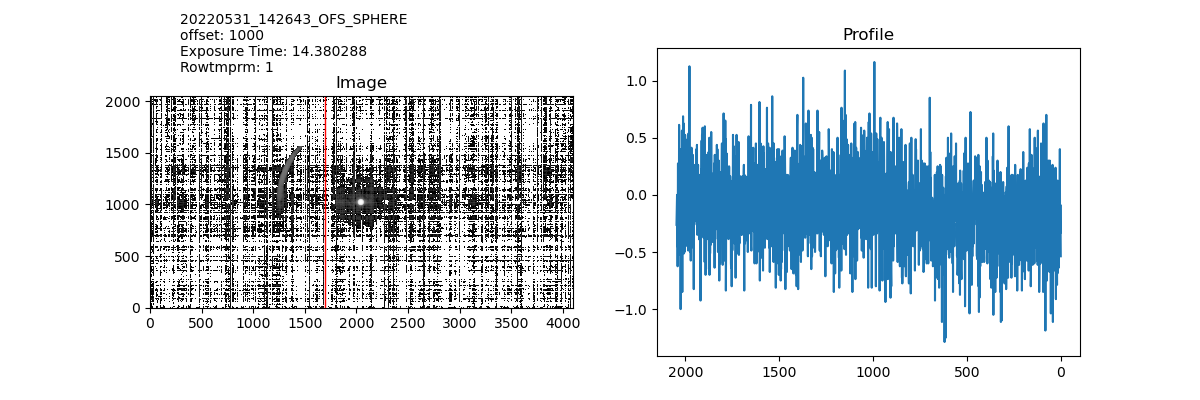 20220531_142643_OFS_SPHERE
offset: 1000
Exposure Time: 14.380288
Rowtmprm: 1
Image
Profile
2000
1500
1000
500
0
0 500 1000 1500 2000 2500 3000 3500 4000
1.0
0.5
0.0
−0.5
−1.0
2000 1500 1000 500 0